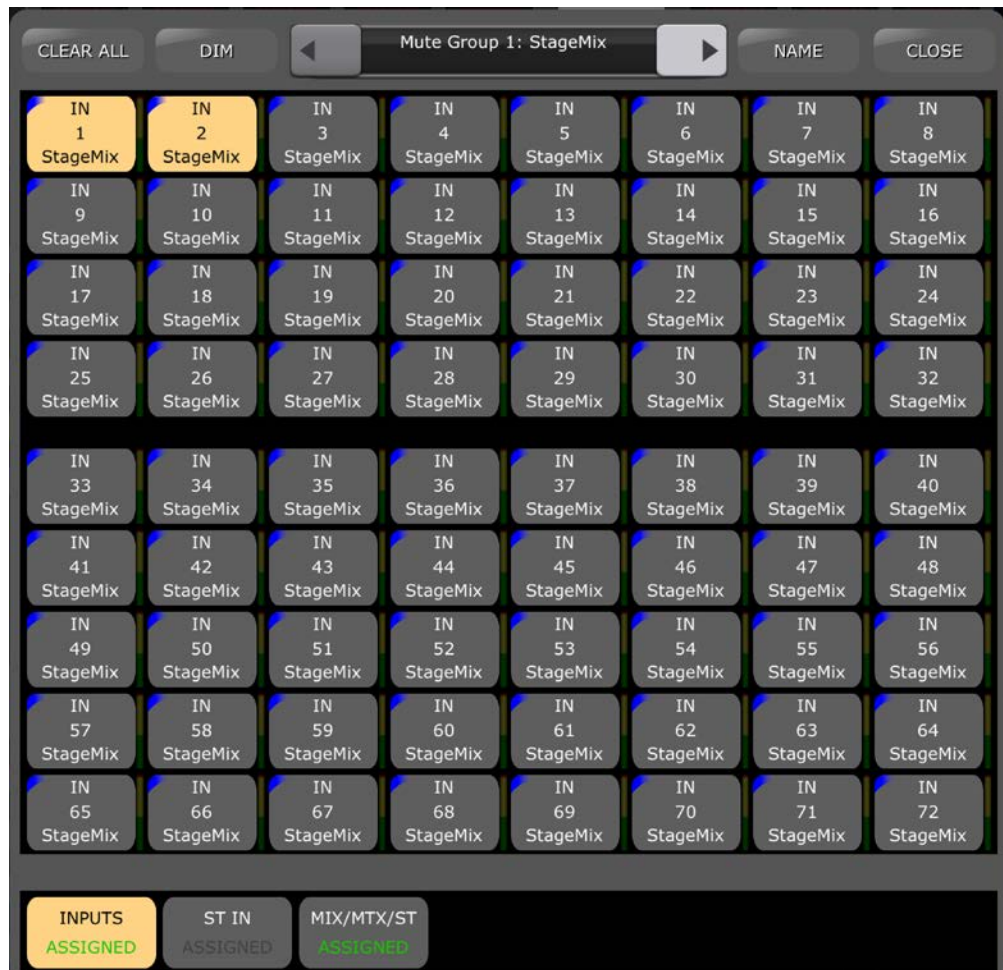 CLEAR ALL DIM Mute Group 1: StageMix NAME CLOSE
IN IN IN IN IN IN IN IN
1 2 3 4 5 6 7 8
StageMix StageMix StageMix StageMix StageMix StageMix StageMix StageMix
IN IN IN IN IN IN IN IN
9 10 11 12 13 14 15 16
StageMix StageMix StageMix StageMix StageMix StageMix StageMix StageMix
IN IN IN IN IN IN IN IN
17 18 19 20 21 22 23 24
StageMix StageMix StageMix StageMix StageMix StageMix StageMix StageMix
IN IN IN IN IN IN IN IN
25 26 27 28 29 30 31 32
StageMix StageMix StageMix StageMix StageMix StageMix StageMix StageMix
IN IN IN IN IN IN IN IN
33 34 35 36 37 38 39 40
StageMix StageMix StageMix StageMix StageMix StageMix StageMix StageMix
IN IN IN IN IN IN IN IN
41 42 43 44 45 46 47 48
StageMix StageMix StageMix StageMix StageMix StageMix StageMix StageMix
IN IN IN IN IN IN IN IN
49 50 51 52 53 54 55 56
StageMix StageMix StageMix StageMix StageMix StageMix StageMix StageMix
IN IN IN IN IN IN IN IN
57 58 59 60 61 62 63 64
StageMix StageMix StageMix StageMix StageMix StageMix StageMix StageMix
IN IN IN IN IN IN IN IN
65 66 67 68 69 70 71 72
StageMix StageMix StageMix StageMix StageMix StageMix StageMix StageMix
INPUTS ST IN MIX/MTX/ST
ASSIGNED ASSIGNED ASSIGNED